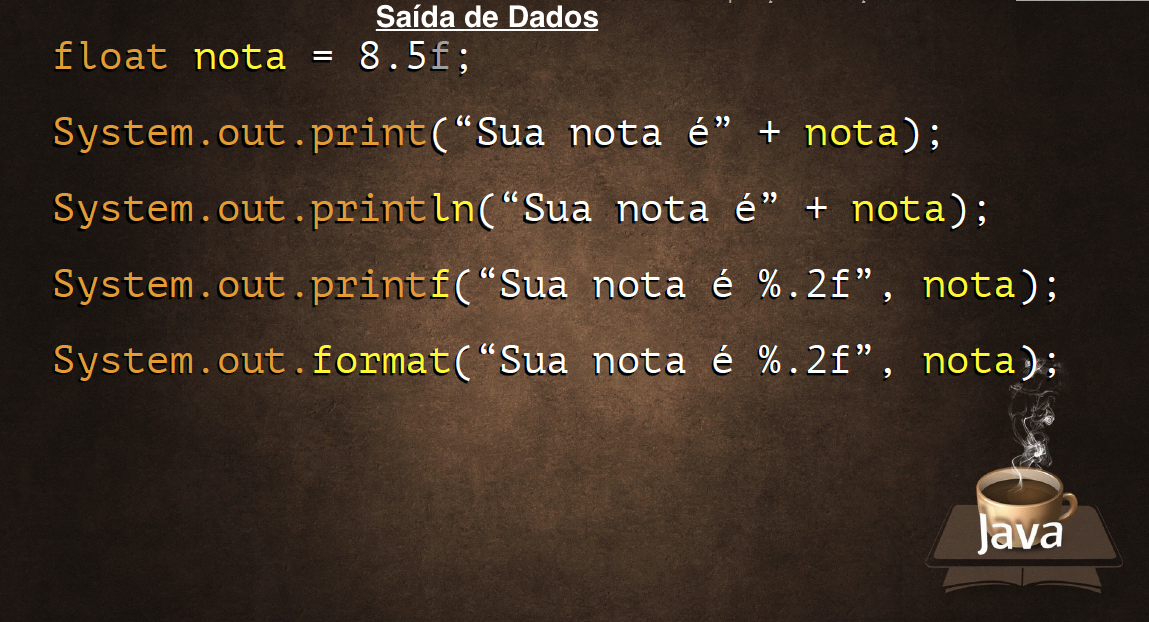 Saída de Dados
float nota = 8.5f;
System.out.print(“Sua nota é” + nota);
System.out.println(“Sua nota é” + nota);
System.out.printf(“Sua nota é %.2f”, nota);
System.out.format(“Sua nota é %.2f”, nota);
Java